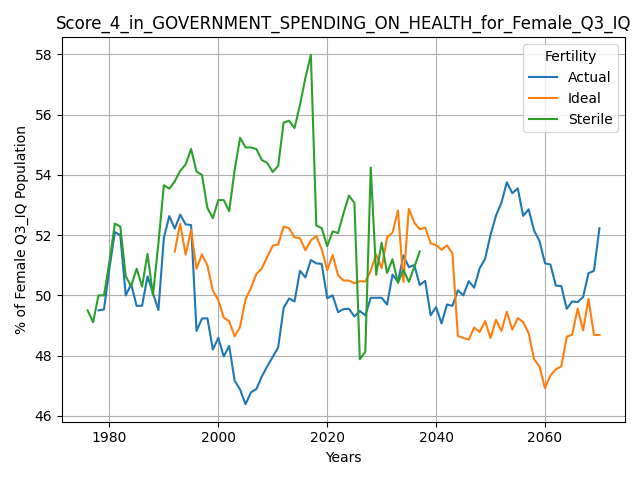 Score_4_in_GOVERNMENT_SPENDING_ON_HEALTH_for_Female_Q3_IQ
Fertility
Actual
Ideal
Sterile
% of Female Q3_IQ Population
58
56
54
52
50
48
46
1980
2000
2020
2040
2060
Years